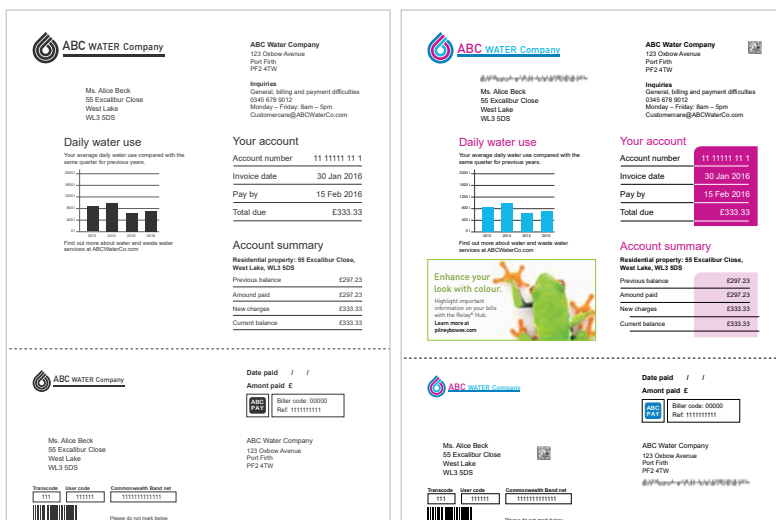 ABC WATER Company
ABC Water Company
123 Oxbow Avenue
Port Firth
PF2 4TW
Inquiries
General, billing and payment difficulties
0345 678 9012
Monday – Friday: 8am – 5pm
Customercare@ABCWaterCo.com
Ms. Alice Beck
55 Excalibur Close
West Lake
WL3 5DS
Daily water use
Your average daily water use compared with the
same quarter for previous years.
Find out more about water and waste water
services at ABCWaterCo.com
Your account
Account number 11 11111 11 1
Invoice date 30 Jan 2016
Pay by 15 Feb 2016
Total due £333.33
Account summary
Residential property: 55 Excalibur Close,
West Lake, WL3 5DS
Previous balance £297.23
Amound paid £297.23
New charges £333.33
Current balance £333.33
ABC WATER Company
Date paid / /
Amont paid £
ABC
PAY
Biller code: 00000
Ref: 1111111111
Ms. Alice Beck
55 Excalibur Close
West Lake
WL3 5DS
ABC Water Company
123 Oxbow Avenue
Port Firth
PF2 4TW
Transcode User code Commonwealth Band net
111 111111 1111111111111
Please do not mark below
ABC WATER Company
ABC Water Company
123 Oxbow Avenue
Port Firth
PF2 4TW
Inquiries
General, billing and payment difficulties
0345 678 9012
Monday – Friday: 8am – 5pm
Customercare@ABCWaterCo.com
Ms. Alice Beck
55 Excalibur Close
West Lake
WL3 5DS
Daily water use
Your average daily water use compared with the
same quarter for previous years.
Find out more about water and waste water
services at ABCWaterCo.com
Enhance your
look with colour.
Highlight important
information on your bills
with the Relay® Hub.
Learn more at
pitneybowes.com
Your account
Account number 11 11111 11 1
Invoice date 30 Jan 2016
Pay by 15 Feb 2016
Total due £333.33
Account summary
Residential property: 55 Excalibur Close,
West Lake, WL3 5DS
Previous balance £297.23
Amound paid £297.23
New charges £333.33
Current balance £333.33
ABC WATER Company
Date paid / /
Amont paid £
ABC
PAY
Biller code: 00000
Ref: 1111111111
Ms. Alice Beck
55 Excalibur Close
West Lake
WL3 5DS
ABC Water Company
123 Oxbow Avenue
Port Firth
PF2 4TW
Transcode User code Commonwealth Band net
111 111111 1111111111111
Please do not mark below